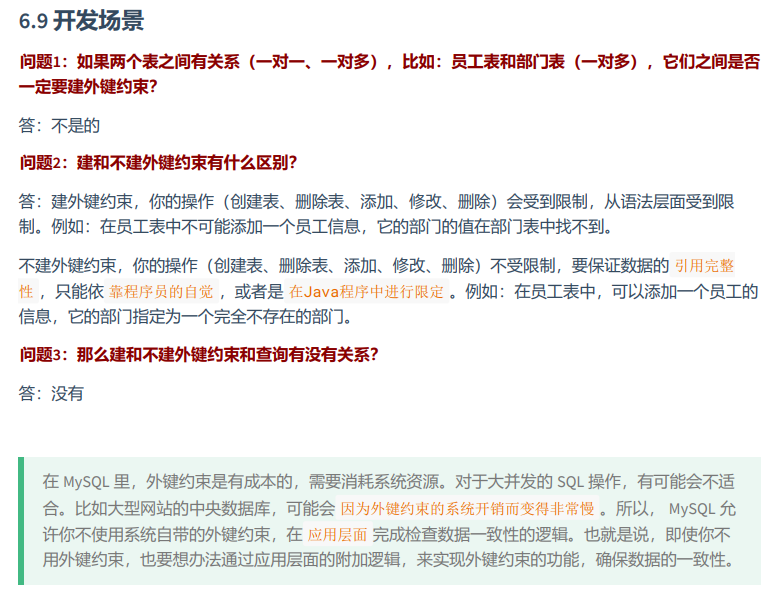 6.9 开发场景
问题1：如果两个表之间有关系（一对一、一对多），比如：员工表和部门表（一对多），它们之间是否
一定要建外键约束？
答：不是的
问题2：建和不建外键约束有什么区别？
答：建外键约束，你的操作（创建表、删除表、添加、修改、删除）会受到限制，从语法层面受到限
制。例如：在员工表中不可能添加一个员工信息，它的部门的值在部门表中找不到。
不建外键约束，你的操作（创建表、删除表、添加、修改、删除）不受限制，要保证数据的 引用完整
性 ，只能依 靠程序员的自觉 ，或者是 在Java程序中进行限定 。例如：在员工表中，可以添加一个员工的
信息，它的部门指定为一个完全不存在的部门。
问题3：那么建和不建外键约束和查询有没有关系？
答：没有
在 MySQL 里，外键约束是有成本的，需要消耗系统资源。对于大并发的 SQL 操作，有可能会不适
合。比如大型网站的中央数据库，可能会 因为外键约束的系统开销而变得非常慢 。所以， MySQL 允
许你不使用系统自带的外键约束，在 应用层面 完成检查数据一致性的逻辑。也就是说，即使你不
用外键约束，也要想办法通过应用层面的附加逻辑，来实现外键约束的功能，确保数据的一致性。